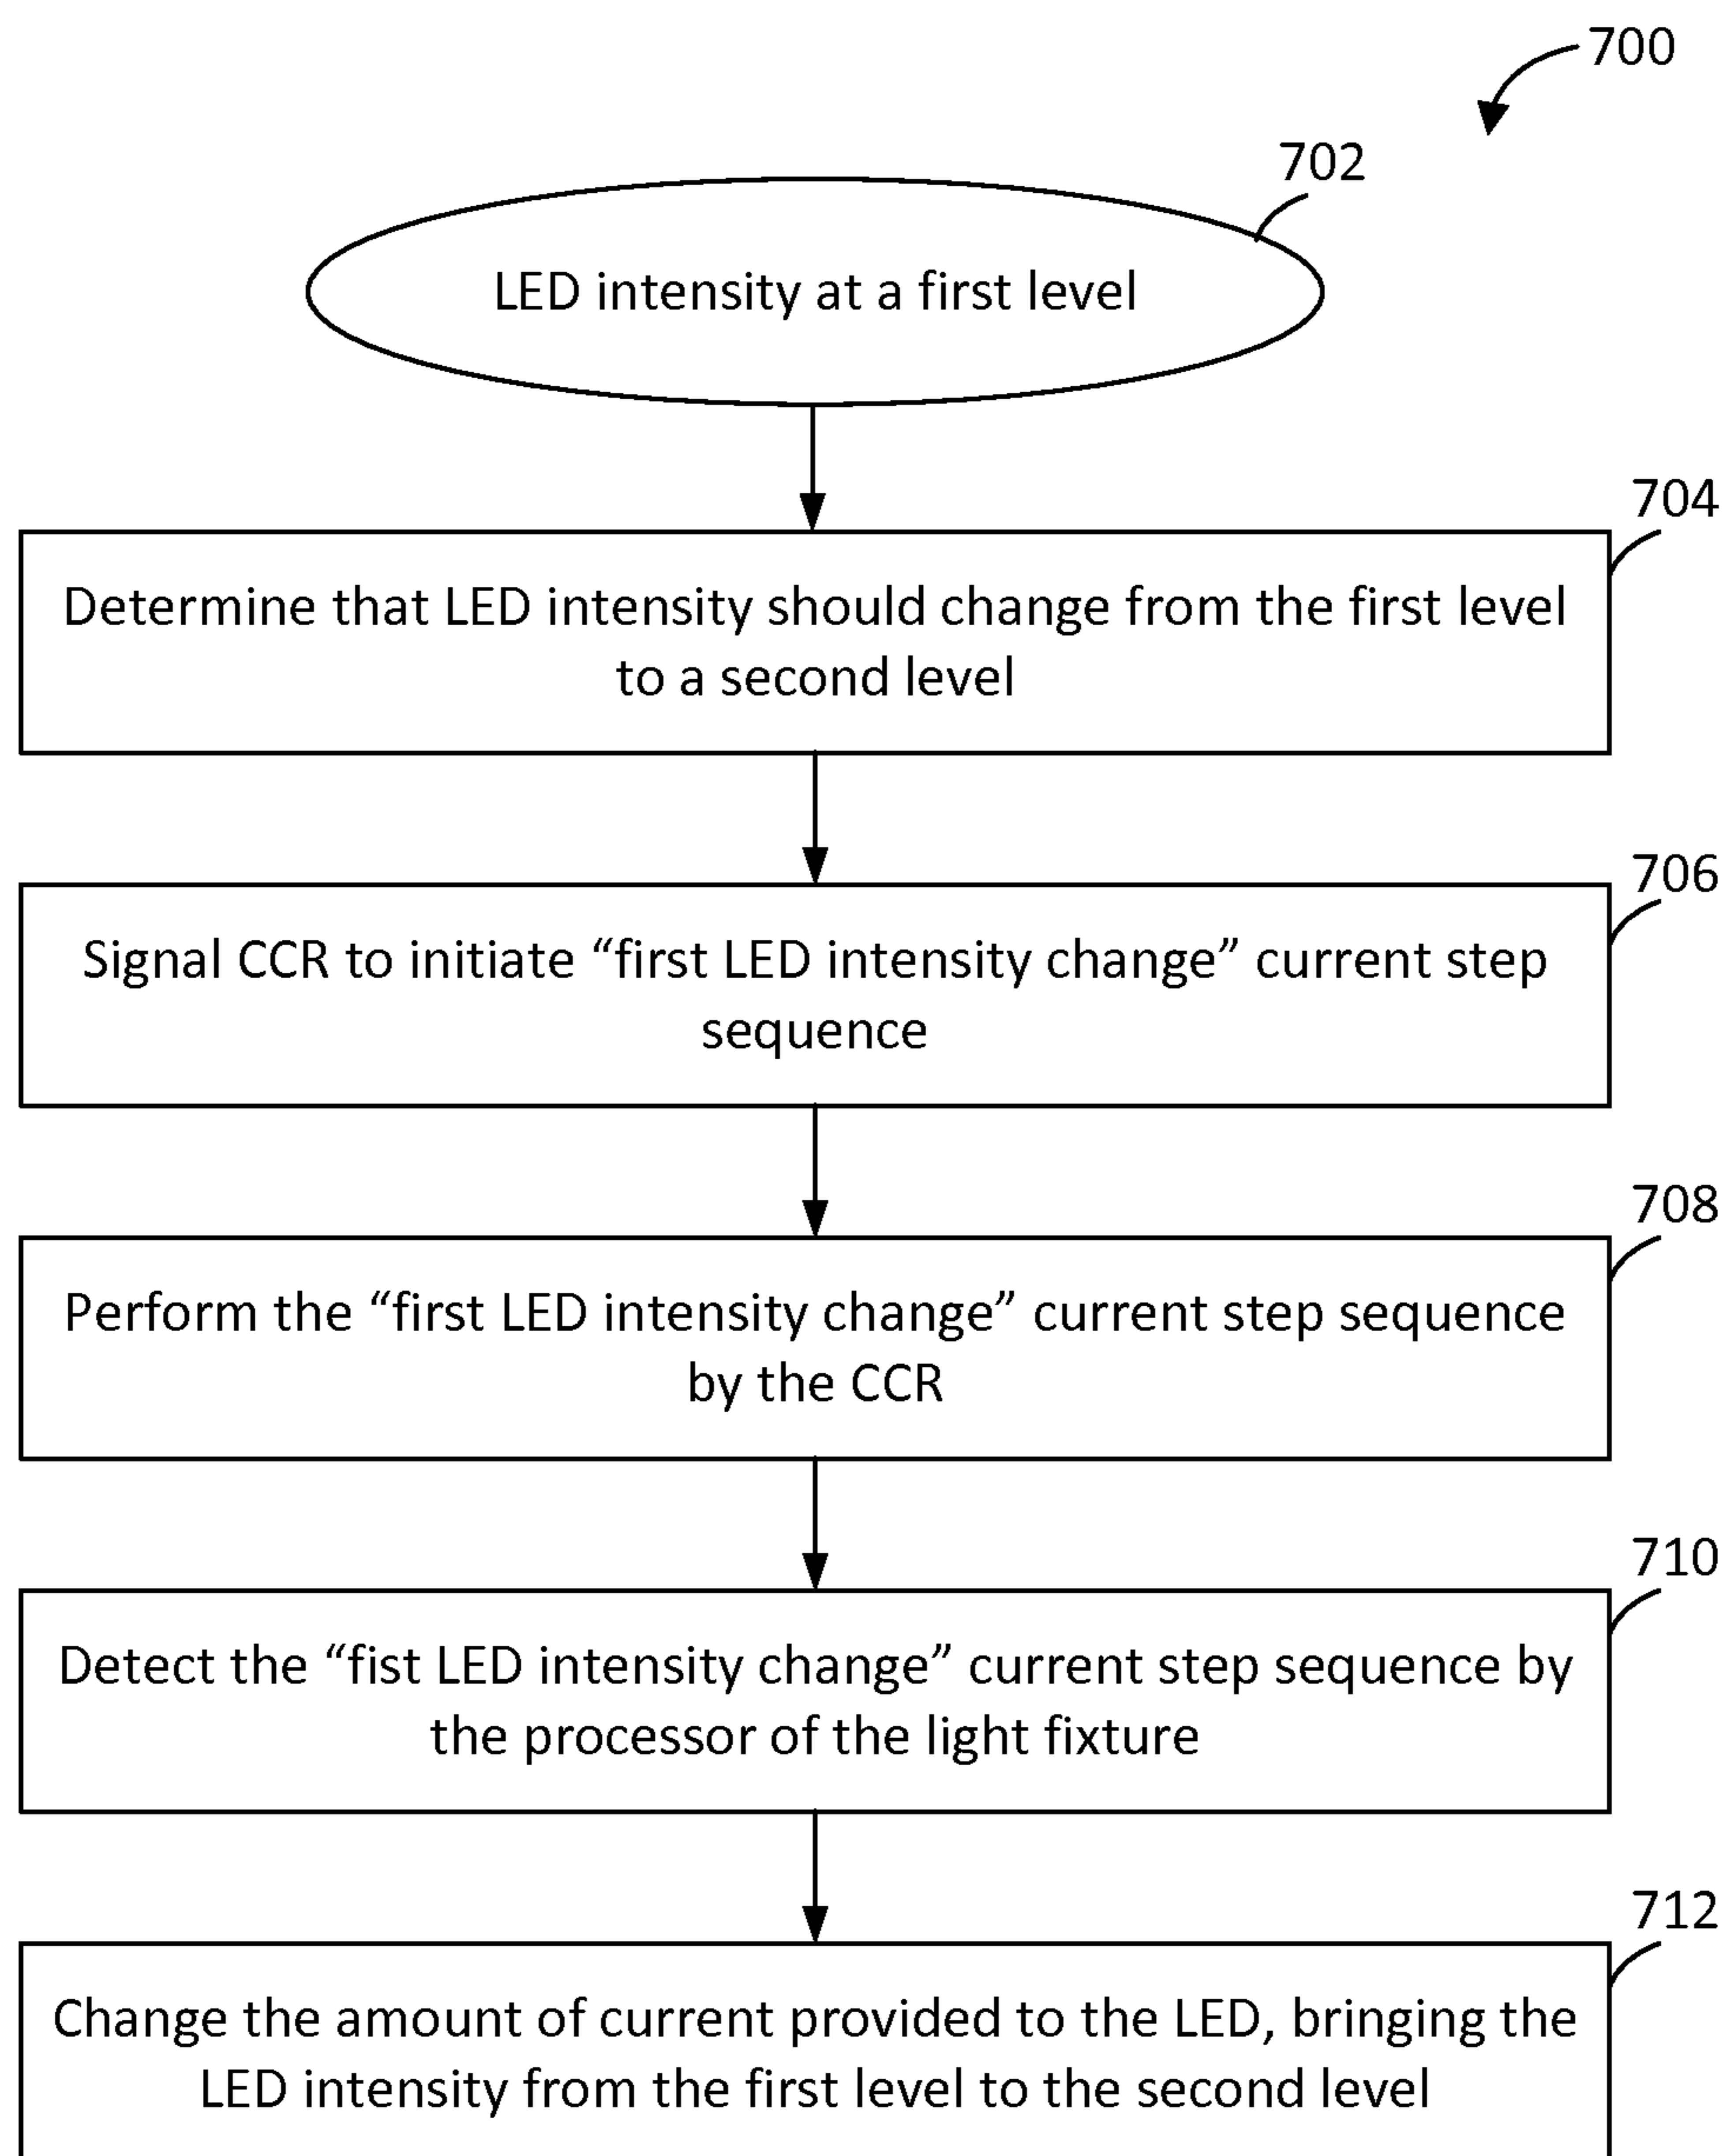 700
702
LED intensity at a first level
704
Determine that LED intensity should change from the first level
to a second level
706
Signal CCR to initiate “first LED intensity change” current step
sequence
708
Perform the “first LED intensity change” current step sequence
by the CCR
710
Detect the “fist LED intensity change” current step sequence by
the processor of the light fixture
712
Change the amount of current provided to the LED, bringing the
LED intensity from the first level to the second level